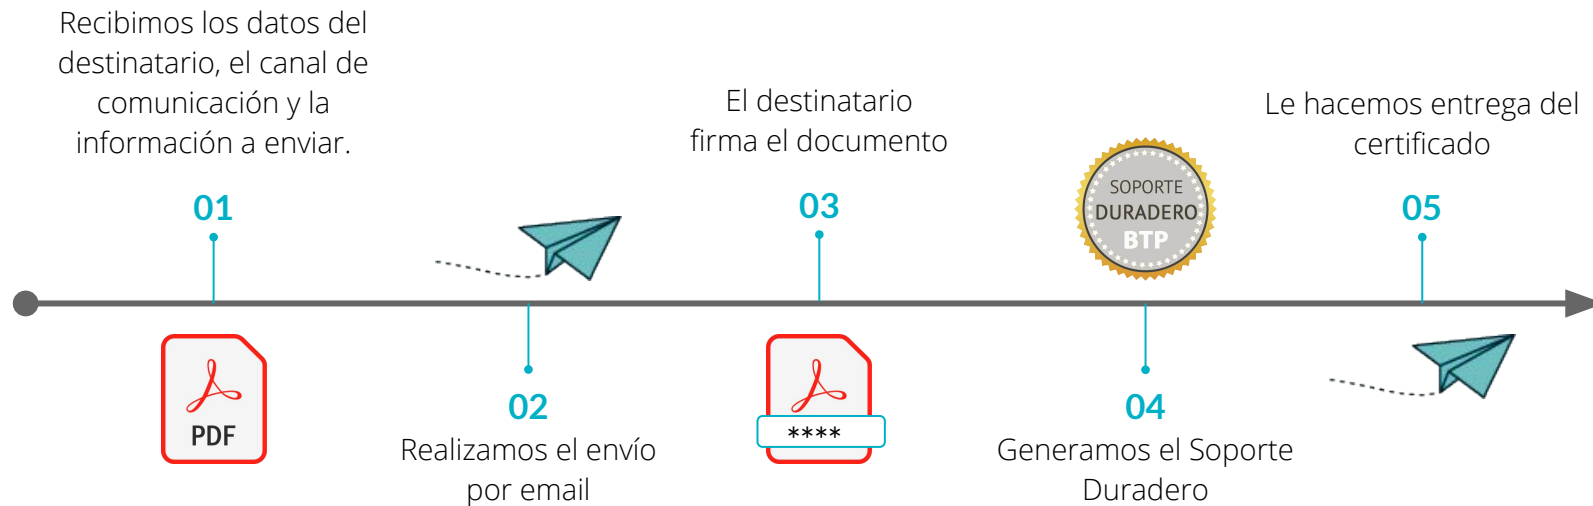 Recibimos los datos del
destinatario, el canal de
comunicación y la
información a enviar.
01
PDF
02
Realizamos el envío
por email
El destinatario
firma el documento
03
****
SOPORTE
DURADERO
BTP
04
Generamos el Soporte
Duradero
Le hacemos entrega del
certificado
05